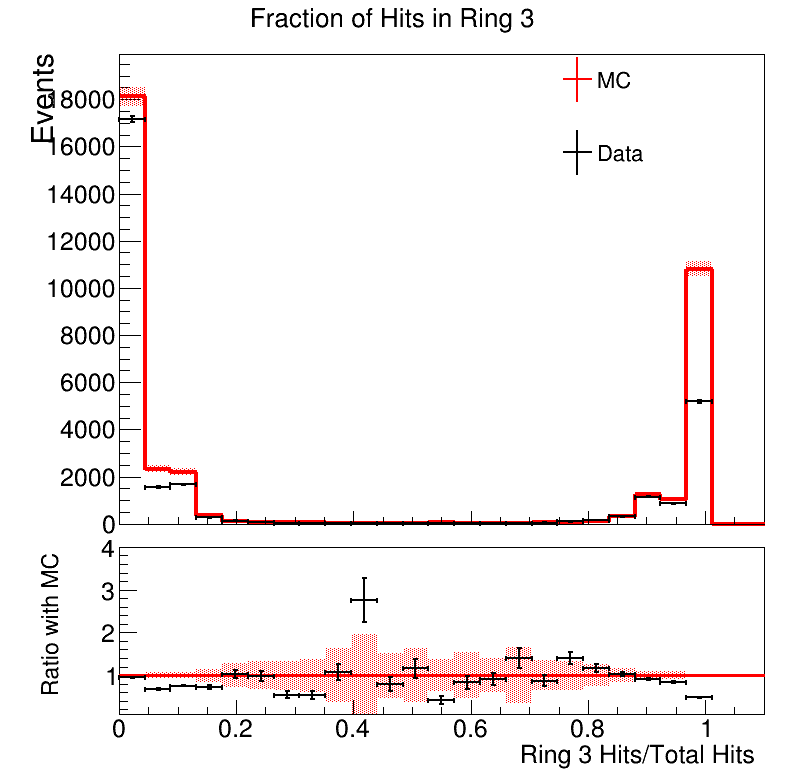 Fraction of Hits in Ring 3
Events
18000
16000
14000
12000
10000
8000
6000
4000
2000
0
MC
Data
Ratio with MC
4
3
2
1
0 0.2 0.4 0.6 0.8 1
Ring 3 Hits/Total Hits